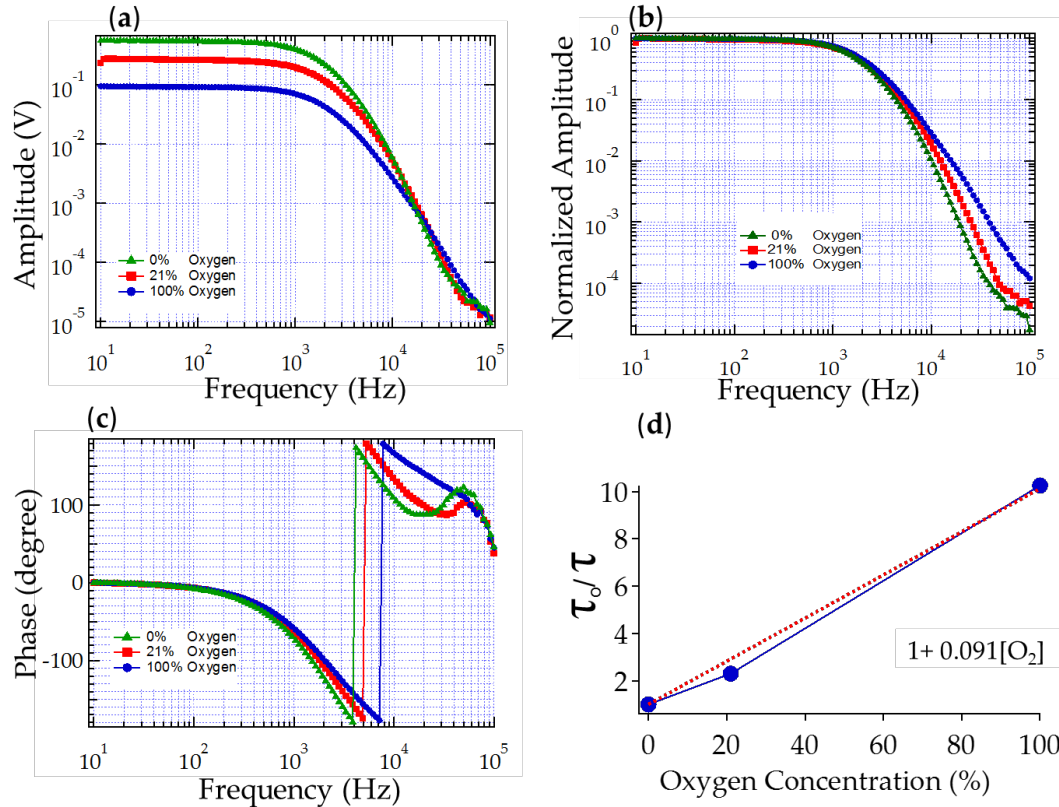 (a)
Amplitude (V)
10^-1
10^-2
10^-3
10^-4
10^-5
0% Oxygen
21% Oxygen
100% Oxygen
10^1 10^2 10^3 10^4 10^5
Frequency (Hz)
(b)
Normalized Amplitude
10^0
10^-1
10^-2
10^-3
10^-4
0% Oxygen
21% Oxygen
100% Oxygen
10^1 10^2 10^3 10^4 10^5
Frequency (Hz)
(c)
Phase (degree)
100
0
-100
0% Oxygen
21% Oxygen
100% Oxygen
10^1 10^2 10^3 10^4 10^5
Frequency (Hz)
(d)
τo/τ
10
8
6
4
2
1+ 0.091[O2]
0 20 40 60 80 100
Oxygen Concentration (%)